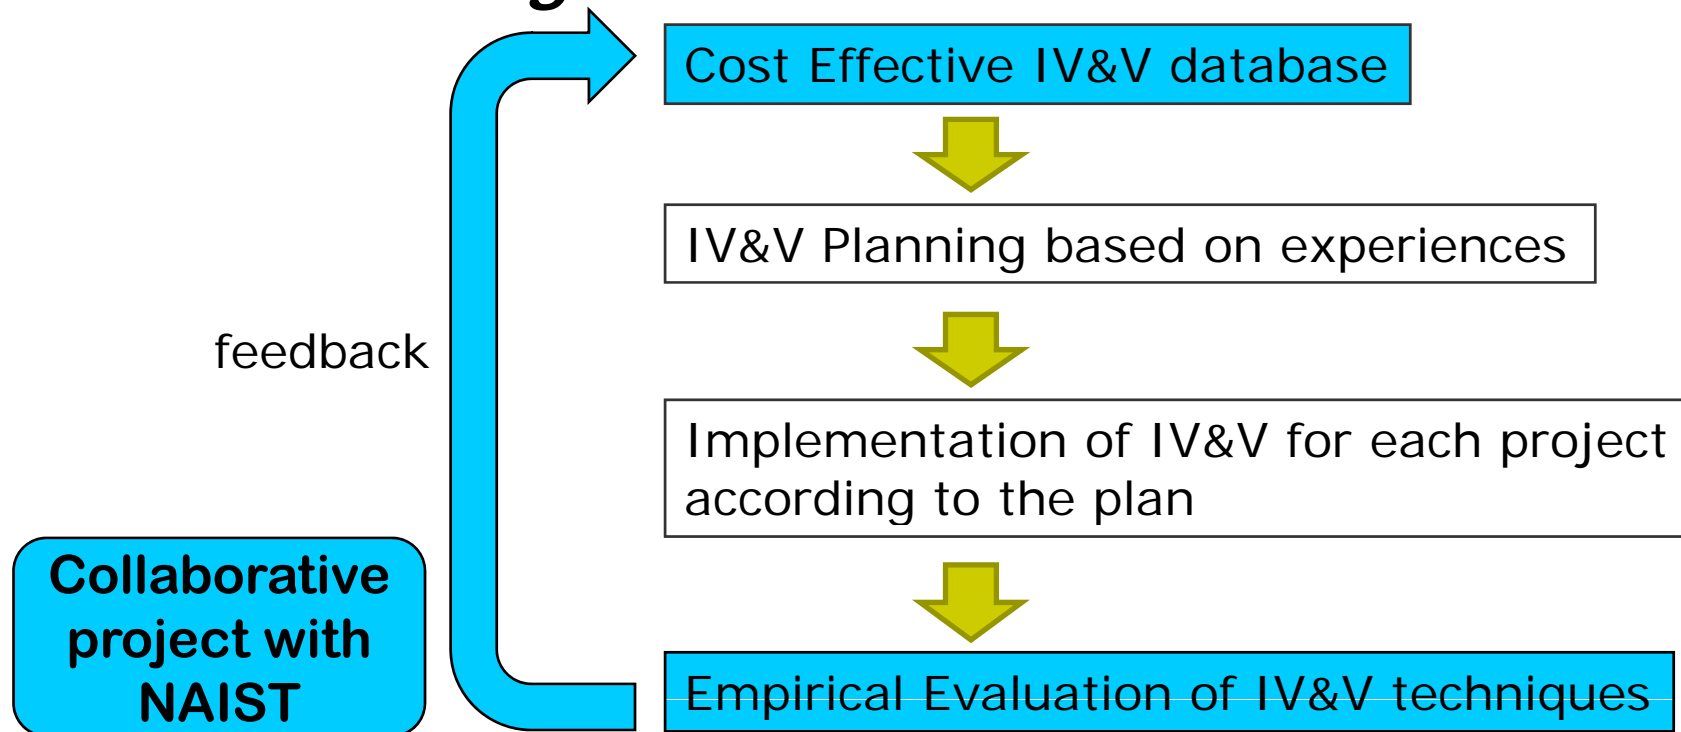 Cost Effective IV&V database
IV&V Planning based on experiences
feedback
Implementation of IV&V for each project
according to the plan
Collaborative
project with
NAIST
Empirical Evaluation of IV&V techniques